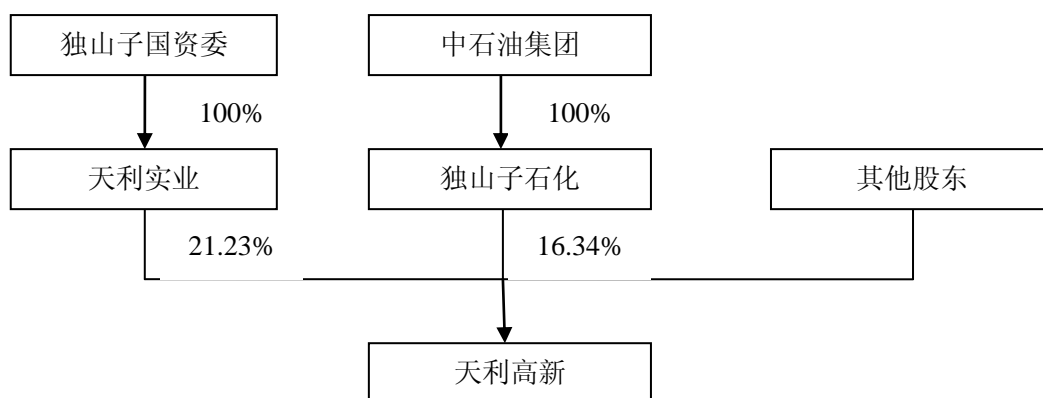 独山子国资委
中石油集团
100%
100%
天利实业
独山子石化
其他股东
21.23%
16.34%
天利高新